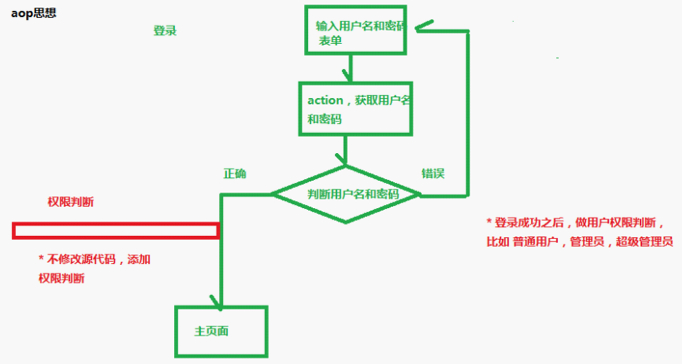 aop思想
登录
输入用户名和密码
表单
action，获取用户名
和密码
正确
错误
判断用户名和密码
权限判断
* 登录成功之后，做用户权限判断，
比如 普通用户，管理员，超级管理员
* 不修改源代码，添加
权限判断
主页面